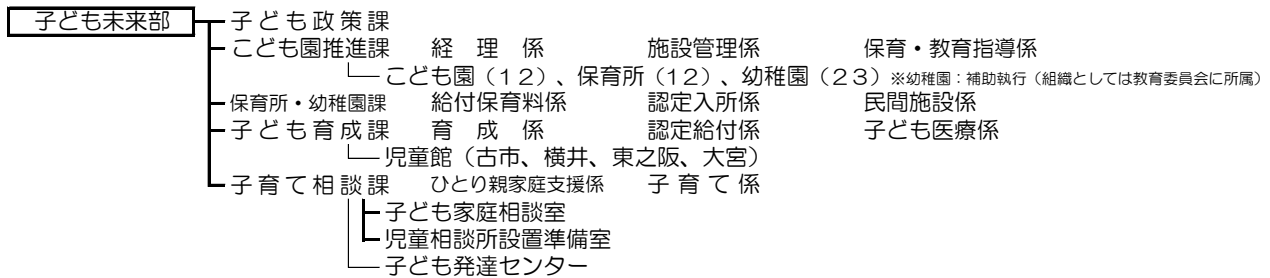 子ども未来部 子ども政策課
こども園推進課 経理係 施設管理係 保育・教育指導係
こども園（１２）、保育所（１２）、幼稚園（２３）※幼稚園：補助執行（組織としては教育委員会に所属）
保育所・幼稚園課 給付保育料係 認定入所係 民間施設係
子ども育成課 育成係 認定給付係 子ども医療係
児童館（古市、横井、東之阪、大宮）
子育て相談課 ひとり親家庭支援係 子育て係
子ども家庭相談室
児童相談所設置準備室
子ども発達センター